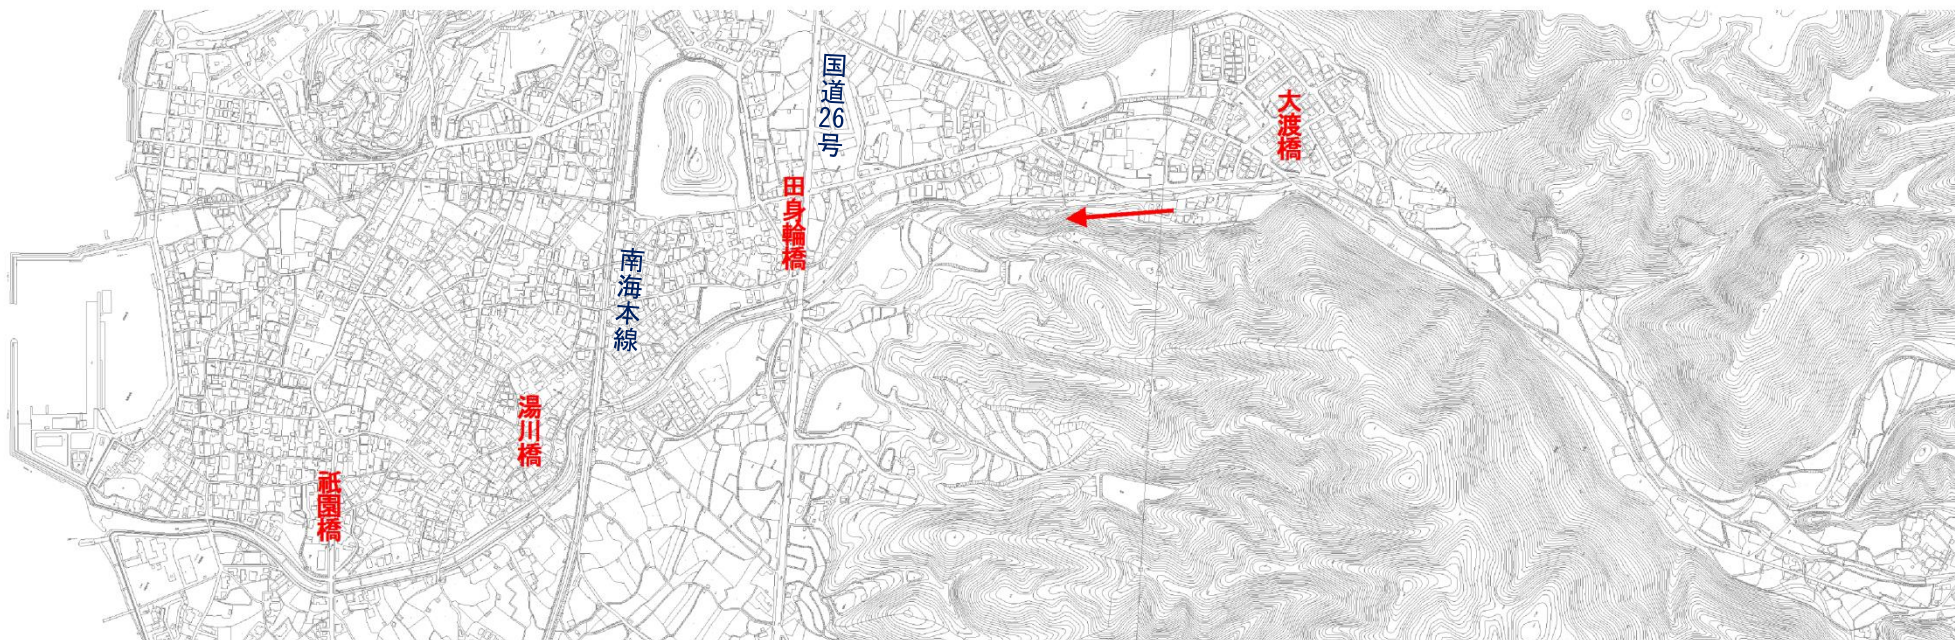 国道26号
大渡橋
田身輪橋
南海本線
湯川橋
祇園橋